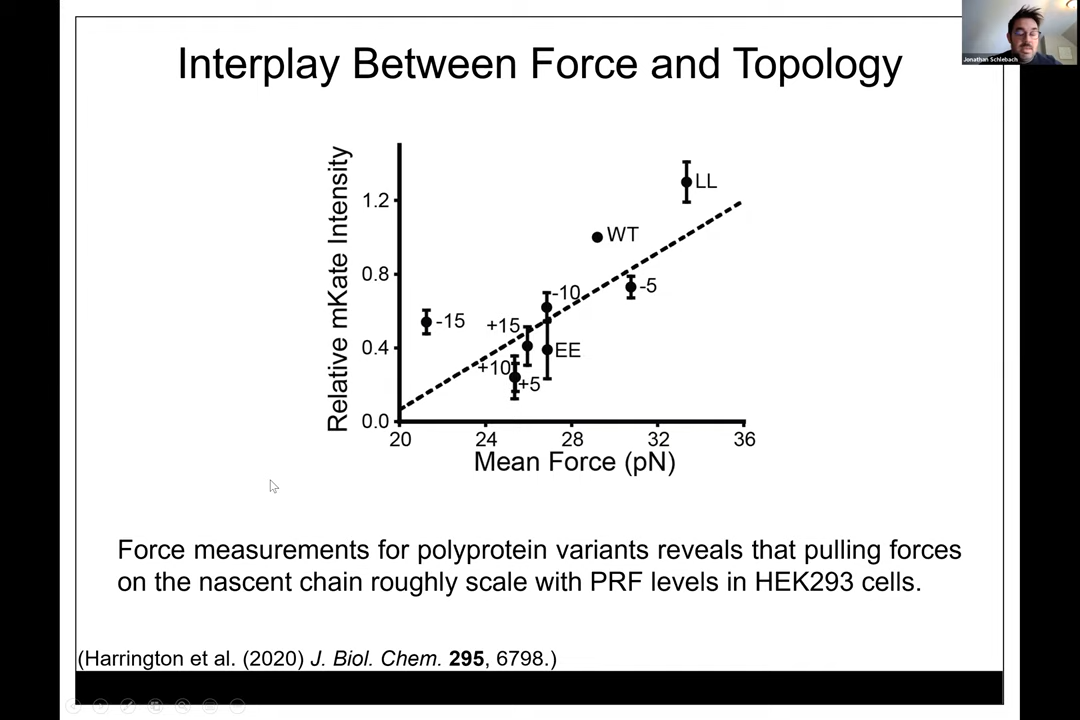 Interplay Between Force and Topology
Jonathan Schlebach
Relative mKate Intensity
1.2
0.8
0.4
0.0
LL
WT
-5
-10
-15
+15
EE
+10
+5
20 24 28 32 36
Mean Force (pN)
Force measurements for polyprotein variants reveals that pulling forces
on the nascent chain roughly scale with PRF levels in HEK293 cells.
(Harrington et al. (2020) J. Biol. Chem. 295, 6798.)